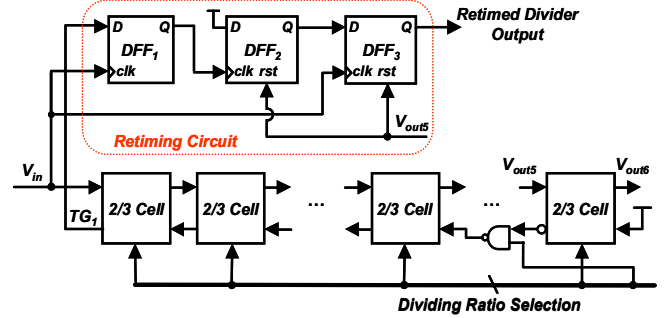 D Q
DFF1
clk
D Q
DFF2
clk rst
D Q
DFF3
clk rst
Retimed Divider
Output
Retiming Circuit
Vout5
Vin
TG1
2/3 Cell
2/3 Cell
...
2/3 Cell
...
Vout5
Vout6
2/3 Cell
Dividing Ratio Selection